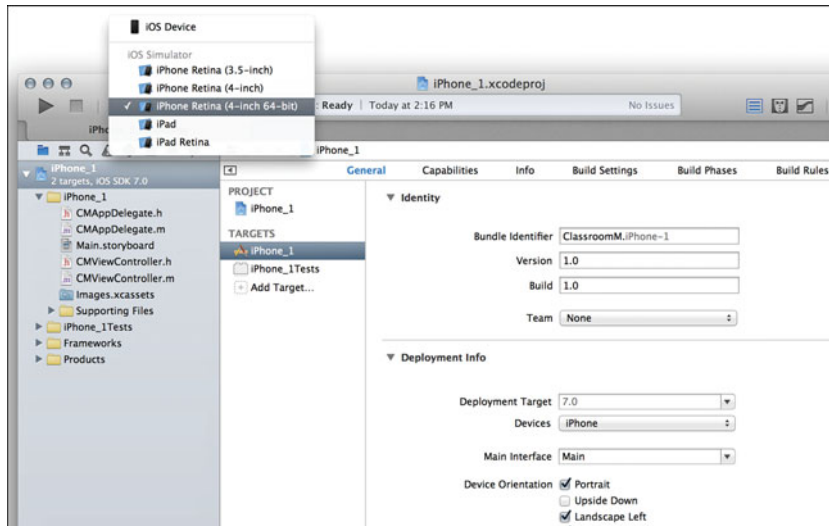 iOS Device
iOS Simulator
iPhone Retina (3.5-inch)
iPhone Retina (4-inch)
✓ iPhone Retina (4-inch 64-bit)
iPad
iPad Retina
iPhone_1.xcodeproj
: Ready | Today at 2:16 PM
No Issues
iPho
iPhone_1
iPhone_1
2 targets, iOS SDK 7.0
iPhone_1
CMAppDelegate.h
CMAppDelegate.m
Main.storyboard
CMViewController.h
CMViewController.m
Images.xcassets
Supporting Files
iPhone_1Tests
Frameworks
Products
General Capabilities Info Build Settings Build Phases Build Rules
PROJECT
iPhone_1
TARGETS
iPhone_1
iPhone_1Tests
Add Target...
Identity
Bundle Identifier ClassroomM.iPhone-1
Version 1.0
Build 1.0
Team None
Deployment Info
Deployment Target 7.0
Devices iPhone
Main Interface Main
Device Orientation Portrait
Upside Down
Landscape Left